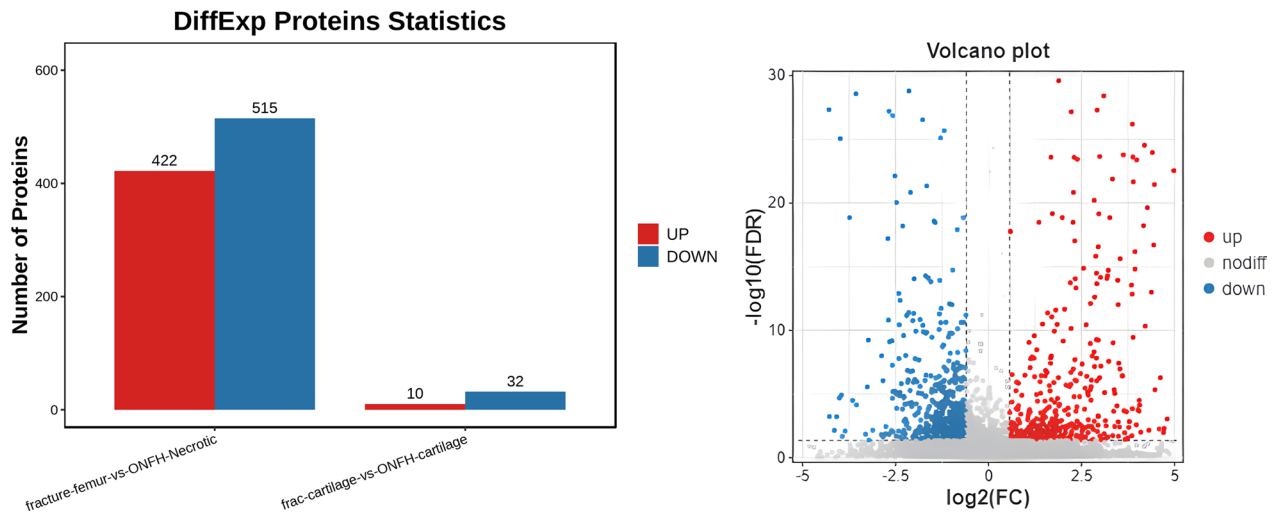 DiffExp Proteins Statistics
Number of Proteins
600
400
200
0
422
515
10
32
fracture-femur-vs-ONFH-Necrotic
frac-cartilage-vs-ONFH-cartilage
UP
DOWN
Volcano plot
-log10(FDR)
30
20
10
0
-5
-2.5
0
2.5
5
log2(FC)
up
nodiff
down